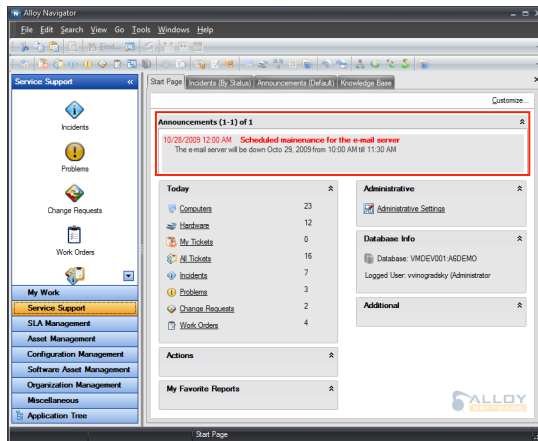 Alloy Navigator
File Edit Search View Go Tools Windows Help
Find...
Service Support «
Start Page Incidents (By Status) Announcements (Default) Knowledge Base
Customize...
Incidents
Problems
Change Requests
Work Orders
My Work
Service Support
SLA Management
Asset Management
Configuration Management
Software Asset Management
Organization Management
Miscellaneous
Application Tree
Announcements (1-1) of 1
10/28/2009 12:00 AM Scheduled mainenance for the e-mail server
The e-mail server will be down Octo 29, 2009 from 10:00 AM till 11:30 AM
Today
Computers 23
Hardware 12
My Tickets 0
All Tickets 16
Incidents 7
Problems 3
Change Requests 2
Work Orders 4
Actions
My Favorite Reports
Administrative
Administrative Settings
Database Info
Database: VMDEV001:A6DEMO
Logged User: vvinogradsky (Administrator
Additional
ALLOY
SOFTWARE
Start Page